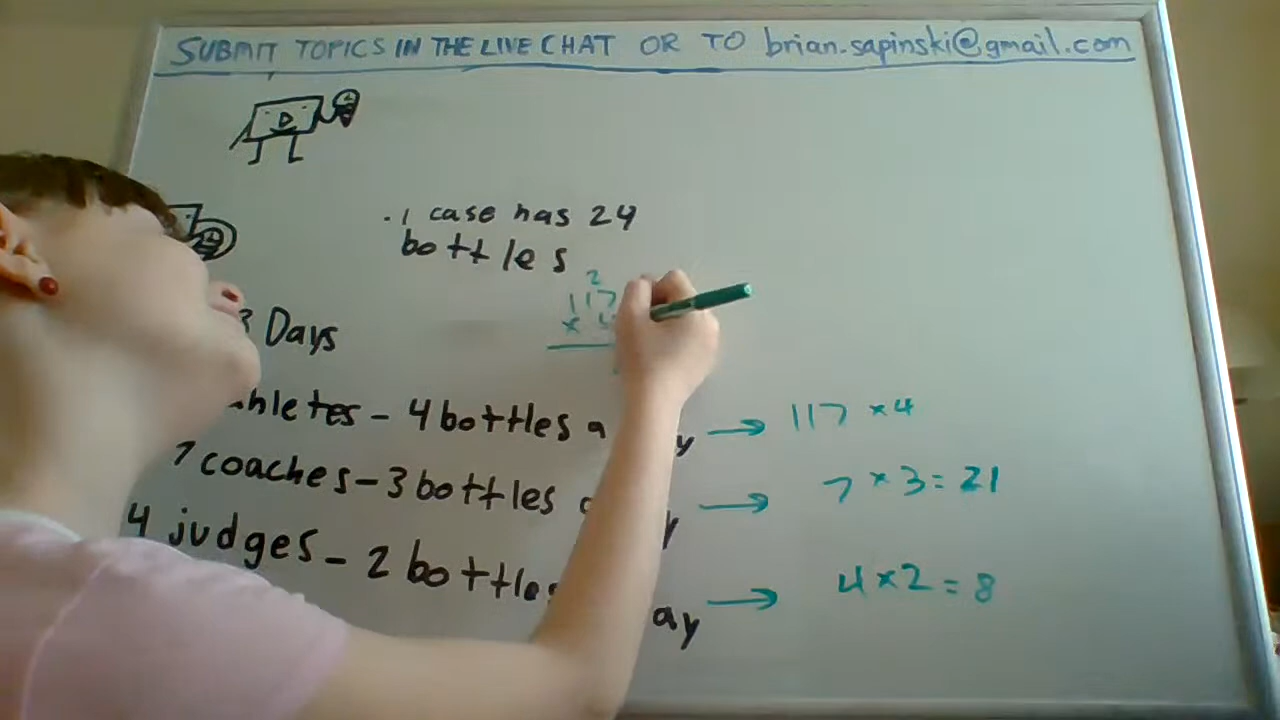 SUBMIT TOPICS IN THE LIVE CHAT OR TO brian.sapinski@gmail.com
. 1 case has 24
bottles
2
117
x 4
3 Days
hletes - 4 bottles a y → 117 x 4
7 coaches - 3 bottles y → 7 x 3 = 21
4 judges - 2 bottles ay → 4 x 2 = 8